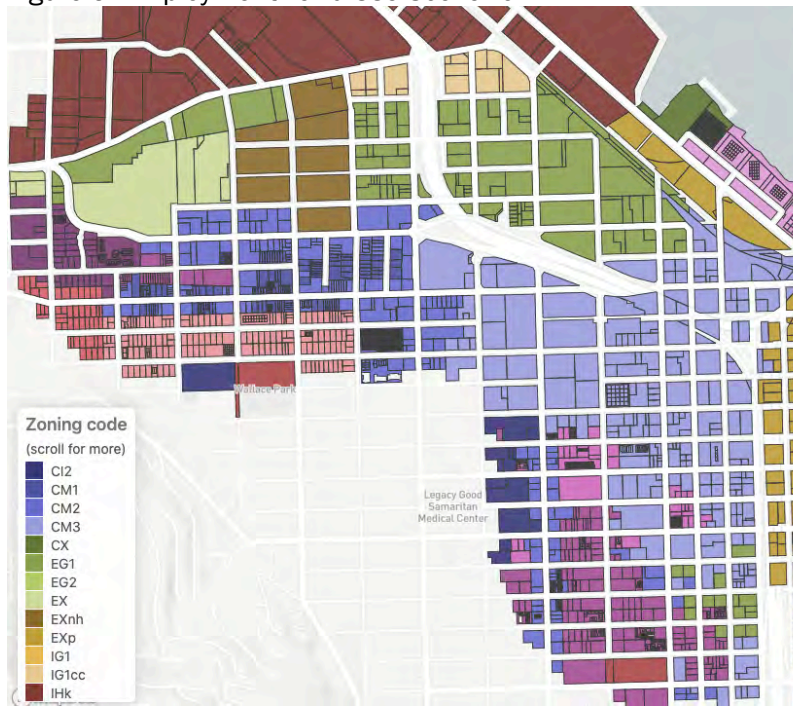 Wallace Park
Legacy Good
Samaritan
Medical Center
Zoning code
(scroll for more)
CI2
CM1
CM2
CM3
CX
EG1
EG2
EX
EXnh
EXp
IG1
IG1cc
IHk